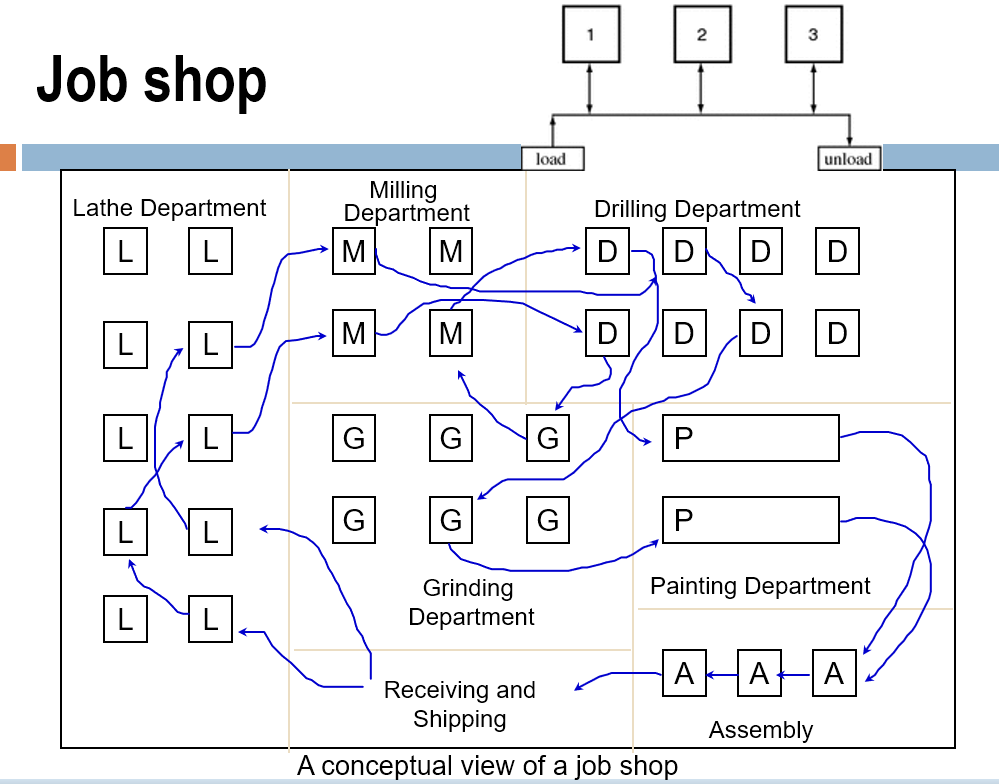 Job shop
1 2 3
load unload
Lathe Department
Milling
Department
Drilling Department
L L M M D D D D
L L M M D D D D
L L G G G P
L L G G G P
Grinding
Department
Painting Department
L L
Receiving and
Shipping
A A A
Assembly
A conceptual view of a job shop